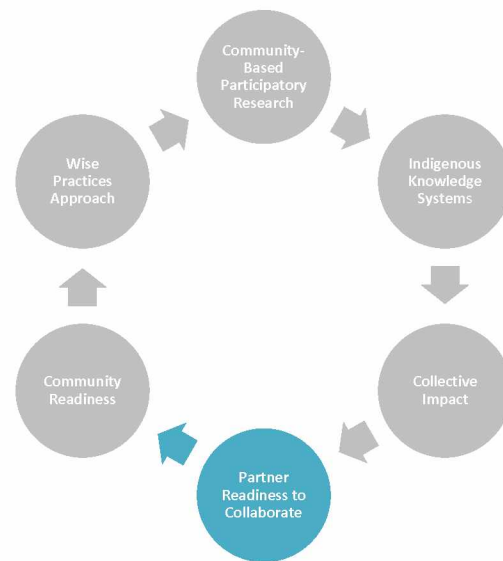 Community-
Based
Participatory
Research
Indigenous
Knowledge
Systems
Collective
Impact
Partner
Readiness to
Collaborate
Community
Readiness
Wise
Practices
Approach